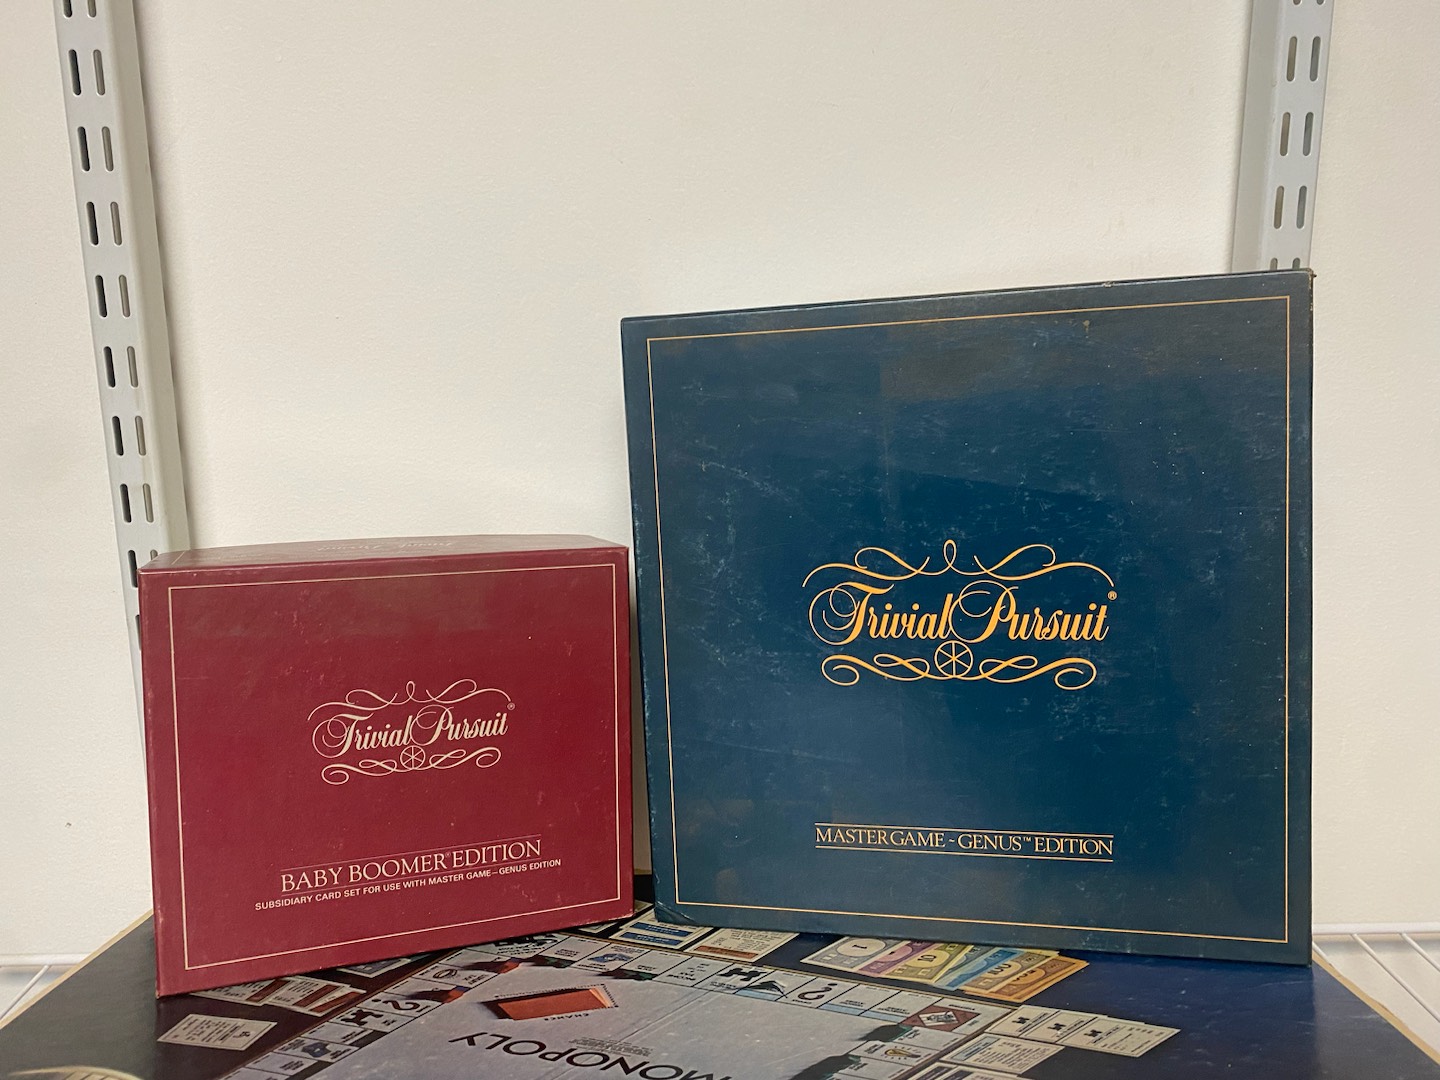 Trivial Pursuit®
BABY BOOMER® EDITION
SUBSIDIARY CARD SET FOR USE WITH MASTER GAME–GENUS EDITION
Trivial Pursuit®
MASTER GAME - GENUS™ EDITION
CHANCE
MONOPOLY